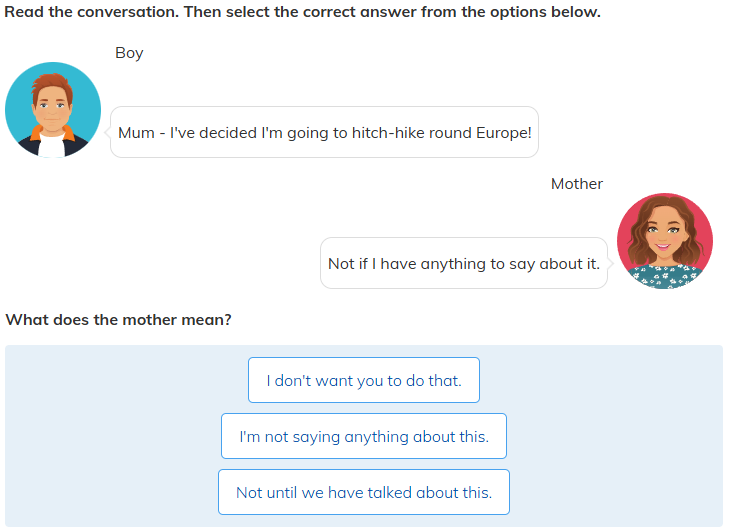 Read the conversation. Then select the correct answer from the options below.
Boy
Mum - I've decided I'm going to hitch-hike round Europe!
Mother
Not if I have anything to say about it.
What does the mother mean?
I don't want you to do that.
I'm not saying anything about this.
Not until we have talked about this.